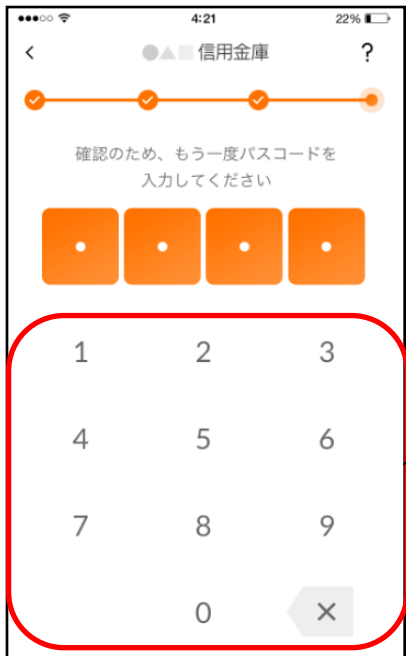 4:21 22%
< ●▲■ 信用金庫 ?
確認のため、もう一度パスコードを
入力してください
1 2 3
4 5 6
7 8 9
0 ×